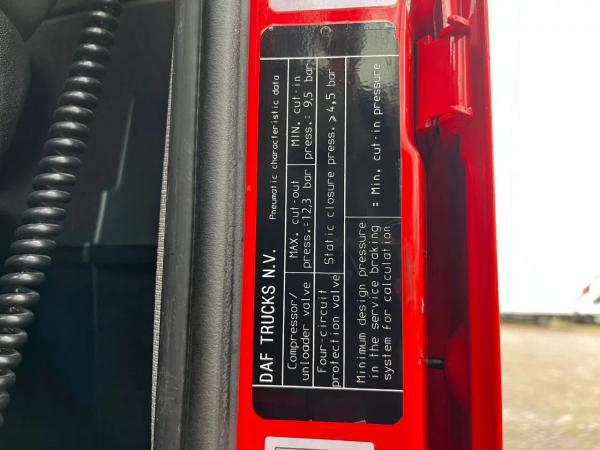 DAF TRUCKS N.V. Pneumatic characteristic data
Compressor/
unloader valve
MAX. cut-out
press.=12,3 bar
MIN. cut-in
press.= 9,5 bar
Four-circuit
protection valve
Static closure press. ≥ 4,5 bar
Minimum design pressure
in the service braking
system for calculation
= Min. cut-in pressure